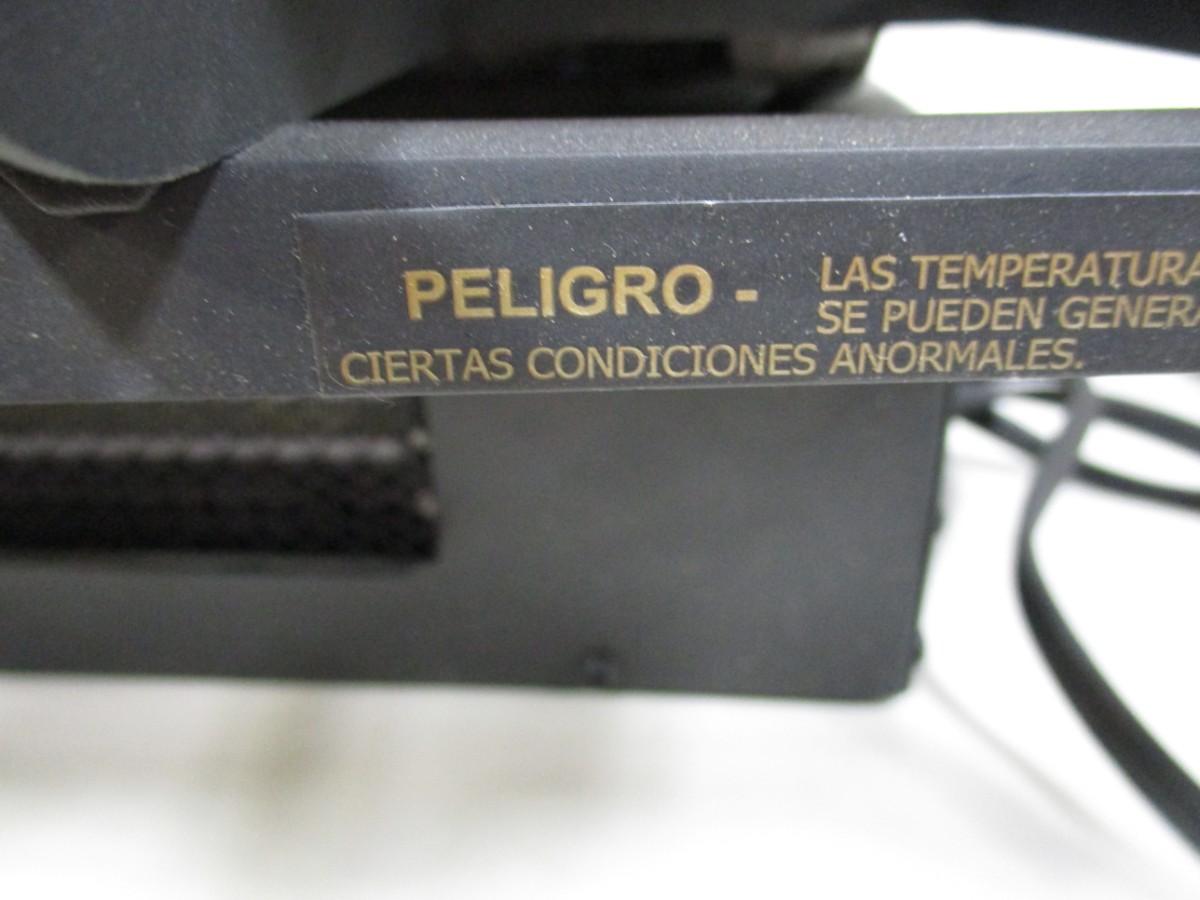 PELIGRO - LAS TEMPERATURA
SE PUEDEN GENERA
CIERTAS CONDICIONES ANORMALES.